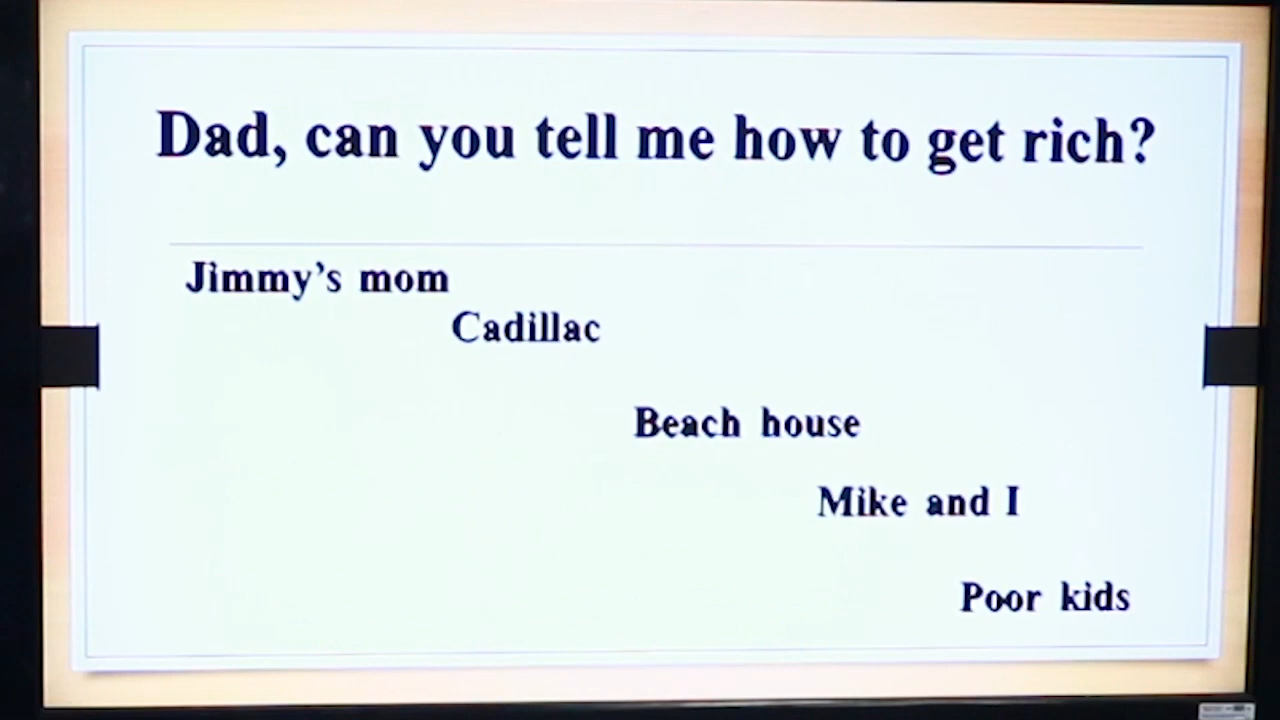 Dad, can you tell me how to get rich?
Jimmy's mom
Cadillac
Beach house
Mike and I
Poor kids